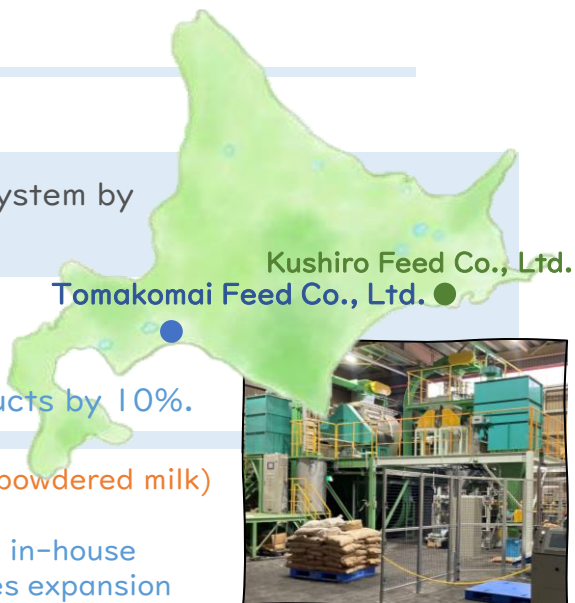 ystem by
Kushiro Feed Co., Ltd.
Tomakomai Feed Co., Ltd.
ucts by 10%.
powdered milk)
in-house
es expansion